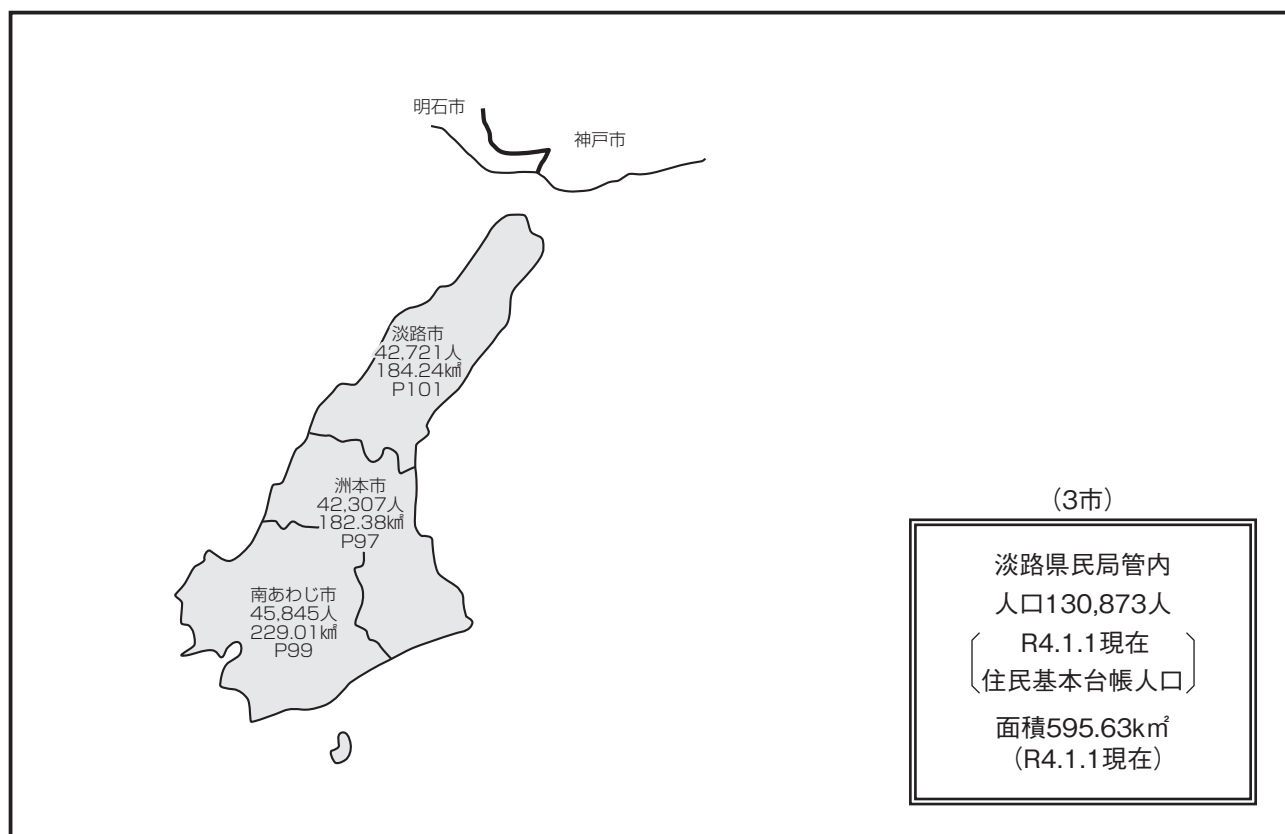 明石市
神戸市
淡路市
42,721人
184.24㎢
P101
洲本市
42,307人
182.38㎢
P97
南あわじ市
45,845人
229.01㎢
P99
（3市）
淡路県民局管内
人口130,873人
R4.1.1現在
住民基本台帳人口
面積595.63k㎡
（R4.1.1現在）